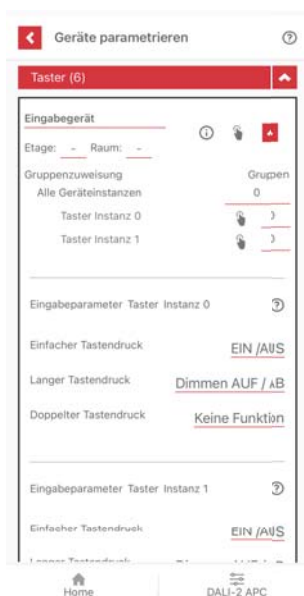 Geräte parametrieren
Taster (6)
Eingabegerät
Etage: - Raum: -
Gruppenzuweisung Gruppen
Alle Geräteinstanzen 0
Taster Instanz 0
Taster Instanz 1
Eingabeparameter Taster Instanz 0
Einfacher Tastendruck EIN /AUS
Langer Tastendruck Dimmen AUF / AB
Doppelter Tastendruck Keine Funktion
Eingabeparameter Taster Instanz 1
Einfacher Tastendruck EIN /AUS
Home DALI-2 APC